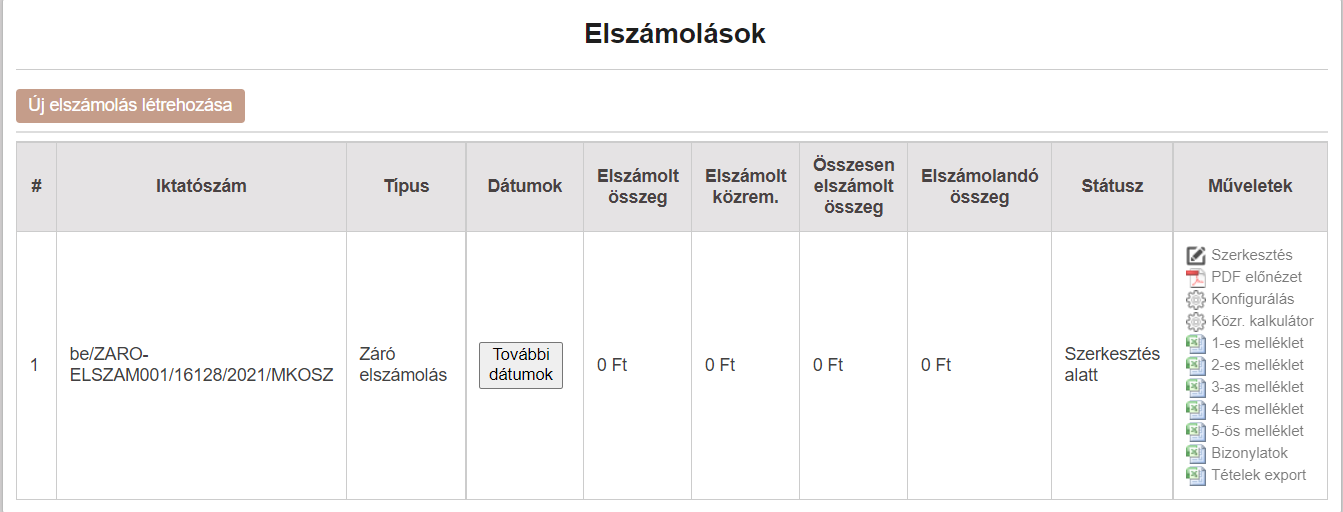 Elszámolások
Új elszámolás létrehozása
# Iktatószám Típus Dátumok Elszámolt összeg Elszámolt közrem. Összesen elszámolt összeg Elszámolandó összeg Státusz Műveletek
1
be/ZARO-
ELSZAM001/16128/2021/MKOSZ
Záró
elszámolás
További
dátumok
0 Ft
0 Ft
0 Ft
0 Ft
Szerkesztés
alatt
Szerkesztés
PDF előnézet
Konfigurálás
Közr. kalkulátor
1-es melléklet
2-es melléklet
3-as melléklet
4-es melléklet
5-ös melléklet
Bizonylatok
Tételek export